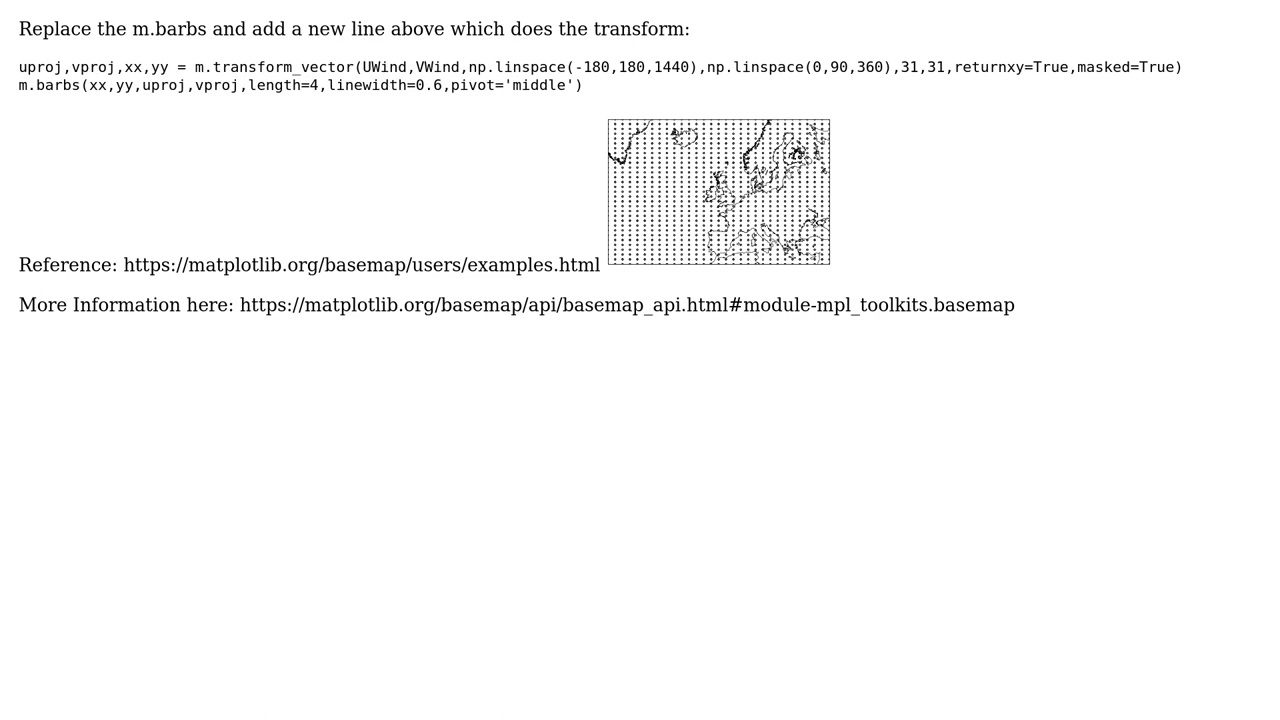 Replace the m.barbs and add a new line above which does the transform:
uproj,vproj,xx,yy = m.transform_vector(UWind,VWind,np.linspace(-180,180,1440),np.linspace(0,90,360),31,31,returnxy=True,masked=True)
m.barbs(xx,yy,uproj,vproj,length=4,linewidth=0.6,pivot='middle')
Reference: https://matplotlib.org/basemap/users/examples.html
More Information here: https://matplotlib.org/basemap/api/basemap_api.html#module-mpl_toolkits.basemap